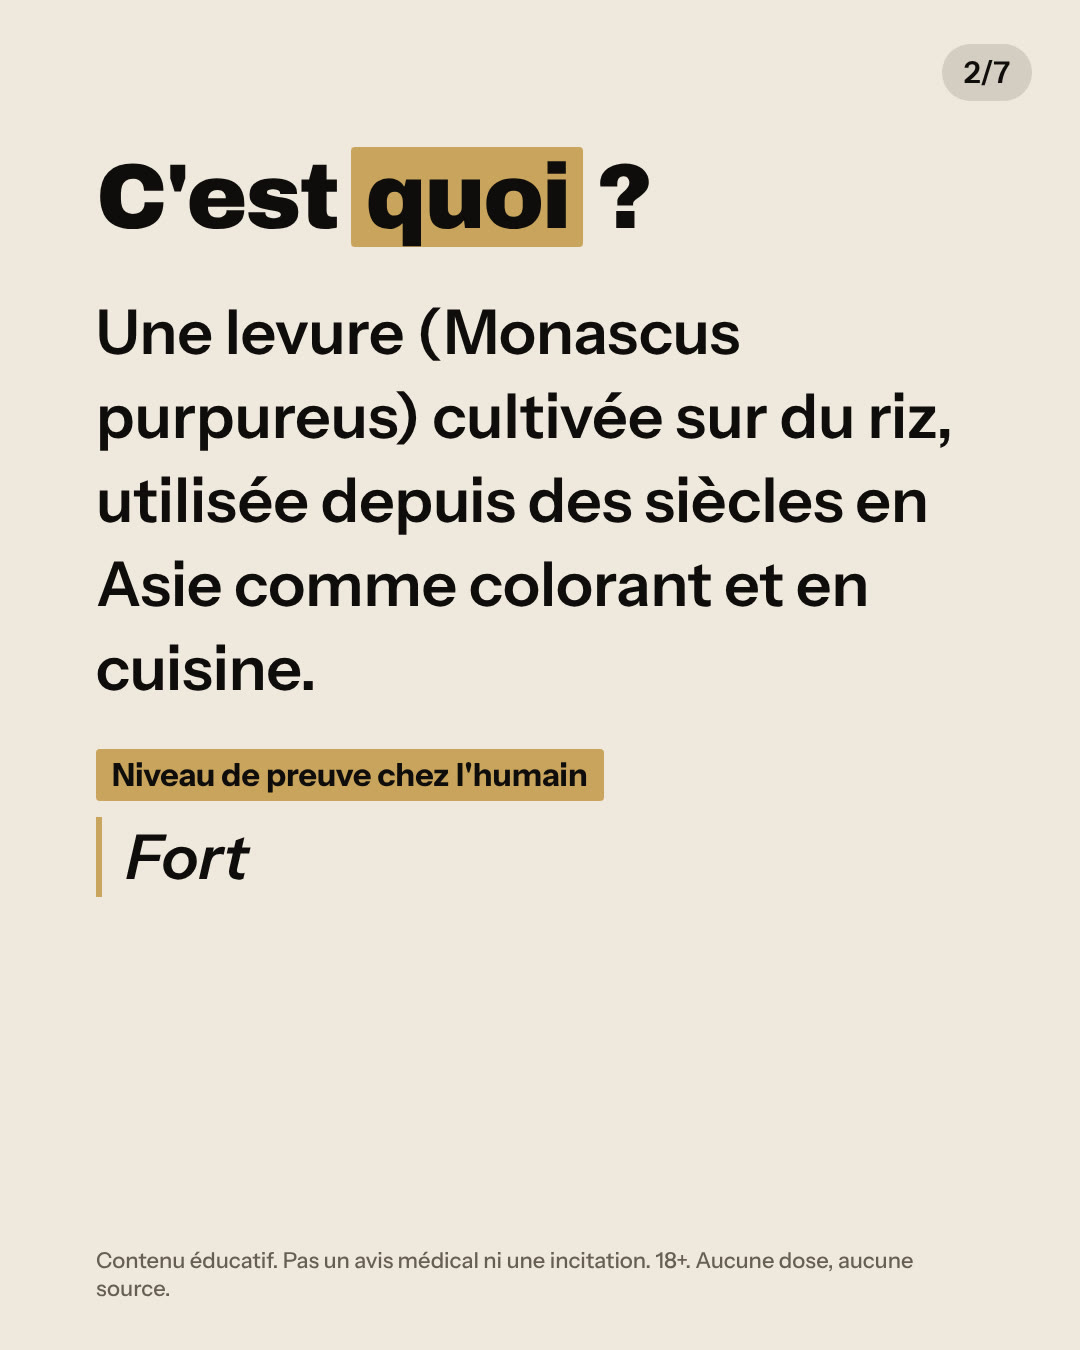 2/7
C'est quoi ?
Une levure (Monascus
purpureus) cultivée sur du riz,
utilisée depuis des siècles en
Asie comme colorant et en
cuisine.
Niveau de preuve chez l'humain
Fort
Contenu éducatif. Pas un avis médical ni une incitation. 18+. Aucune dose, aucune
source.